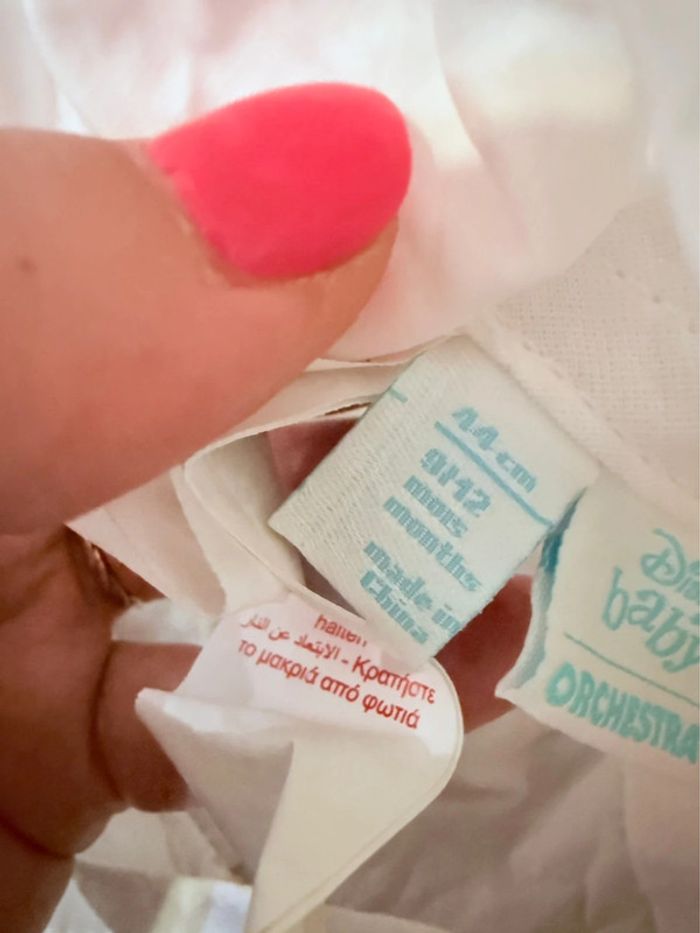 44 cm
9/12
mois
months
made in
China
baby
ORCHESTRA
halten
الابتعاد عن النار - Κρατήστε
το μακριά από φωτιά